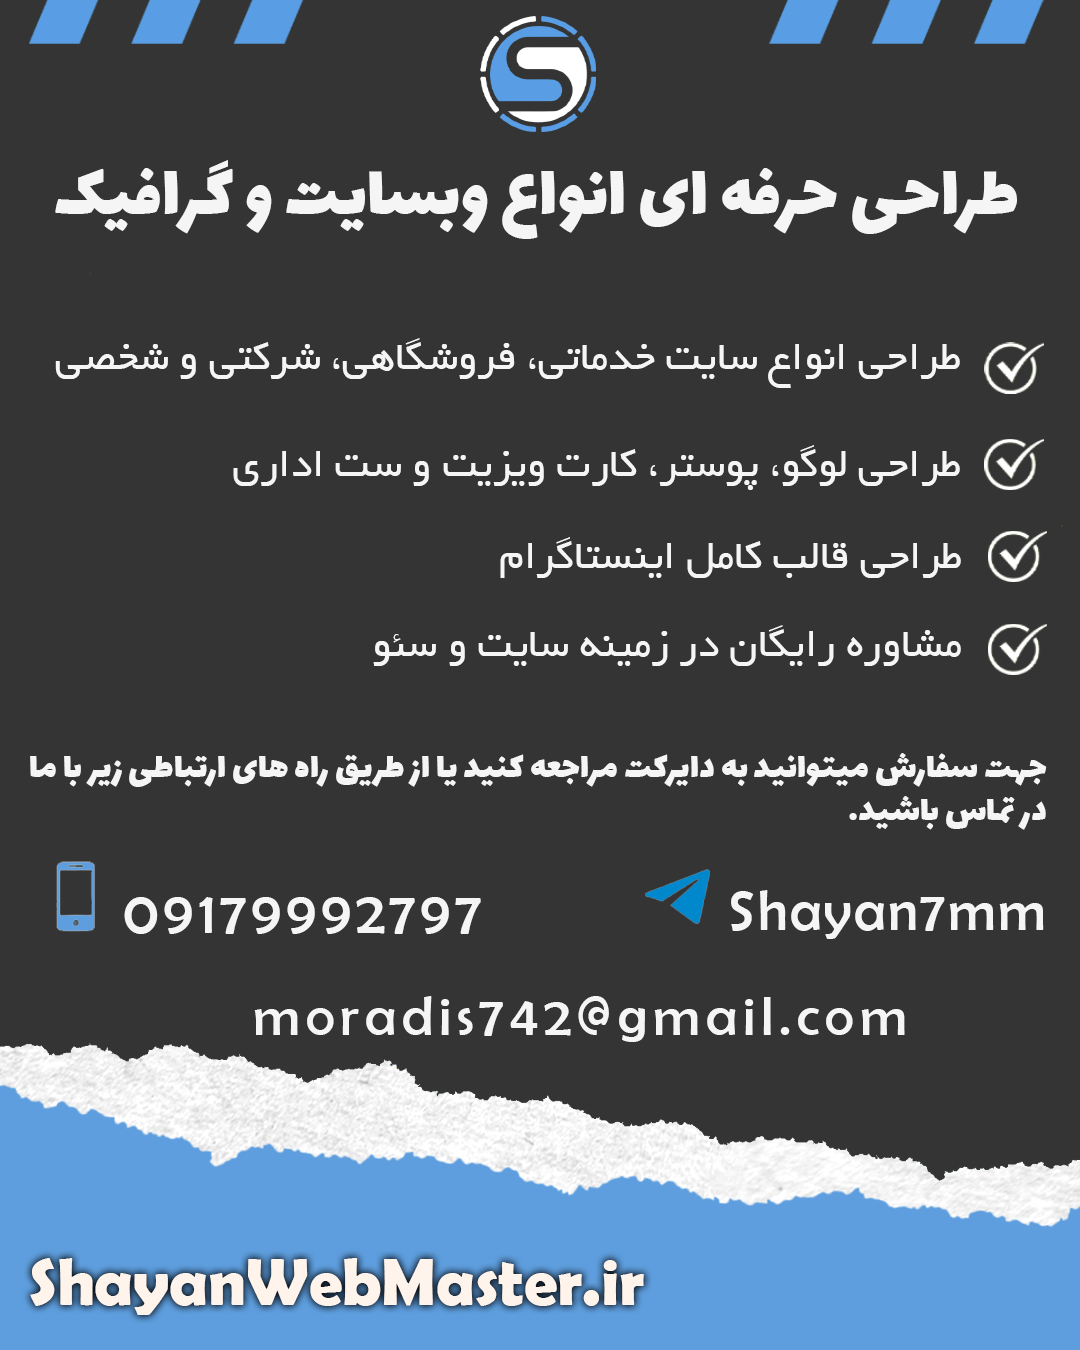 طراحی حرفه ای انواع وبسایت و گرافیک
طراحی انواع سایت خدماتی، فروشگاهی، شرکتی و شخصی
طراحی لوگو، پوستر، کارت ویزیت و ست اداری
طراحی قالب کامل اینستاگرام
مشاوره رایگان در زمینه سایت و سئو
جهت سفارش میتوانید به دایرکت مراجعه کنید یا از طریق راه های ارتباطی زیر با ما
در تماس باشید.
Shayan7mm
09179992797
moradis742@gmail.com
ShayanWebMaster.ir